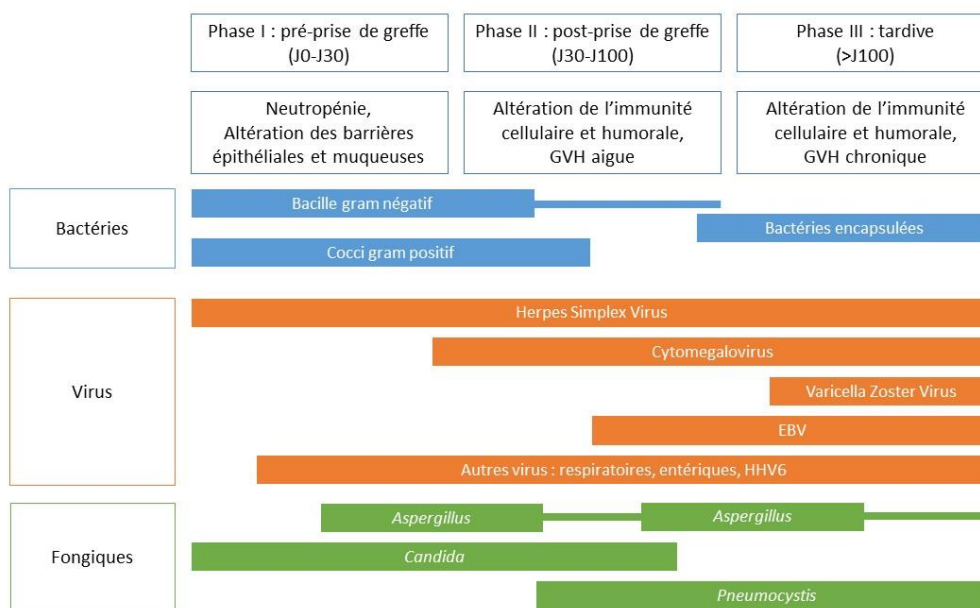 Phase I : pré-prise de greffe
(J0-J30)
Phase II : post-prise de greffe
(J30-J100)
Phase III : tardive
(>J100)
Neutropénie,
Altération des barrières
épithéliales et muqueuses
Altération de l'immunité
cellulaire et humorale,
GVH aigue
Altération de l'immunité
cellulaire et humorale,
GVH chronique
Bactéries
Bacille gram négatif
Bactéries encapsulées
Cocci gram positif
Virus
Herpes Simplex Virus
Cytomegalovirus
Varicella Zoster Virus
EBV
Autres virus : respiratoires, entériques, HHV6
Fongiques
Aspergillus
Aspergillus
Candida
Pneumocystis